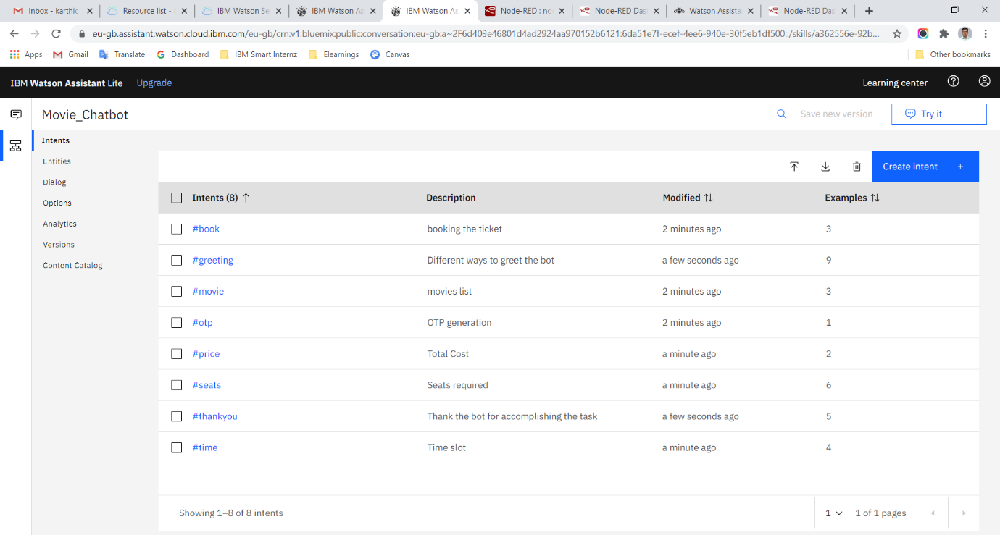 Inbox - karthic
Resource list -
IBM Watson Se
IBM Watson As
IBM Watson As
Node-RED : no
Node-RED Das
Watson Assista
Node-RED Das
eu-gb.assistant.watson.cloud.ibm.com/eu-gb/crn:v1:bluemix:public:conversation:eu-gb:a~2F6d403e46801d4ad2924aa970152b6121:6da51e7f-ecef-4ee6-940e-30f5eb1df500::/skills/a362556e-92b...
Apps Gmail Translate Dashboard IBM Smart Internz Elearnings Canvas Other bookmarks
IBM Watson Assistant Lite Upgrade Learning center
Movie_Chatbot Save new version Try it
Intents
Entities
Dialog
Options
Analytics
Versions
Content Catalog
Create intent +
Intents (8) Description Modified Examples
#book booking the ticket 2 minutes ago 3
#greeting Different ways to greet the bot a few seconds ago 9
#movie movies list 2 minutes ago 3
#otp OTP generation 2 minutes ago 1
#price Total Cost a minute ago 2
#seats Seats required a minute ago 6
#thankyou Thank the bot for accomplishing the task a few seconds ago 5
#time Time slot a minute ago 4
Showing 1–8 of 8 intents 1 1 of 1 pages